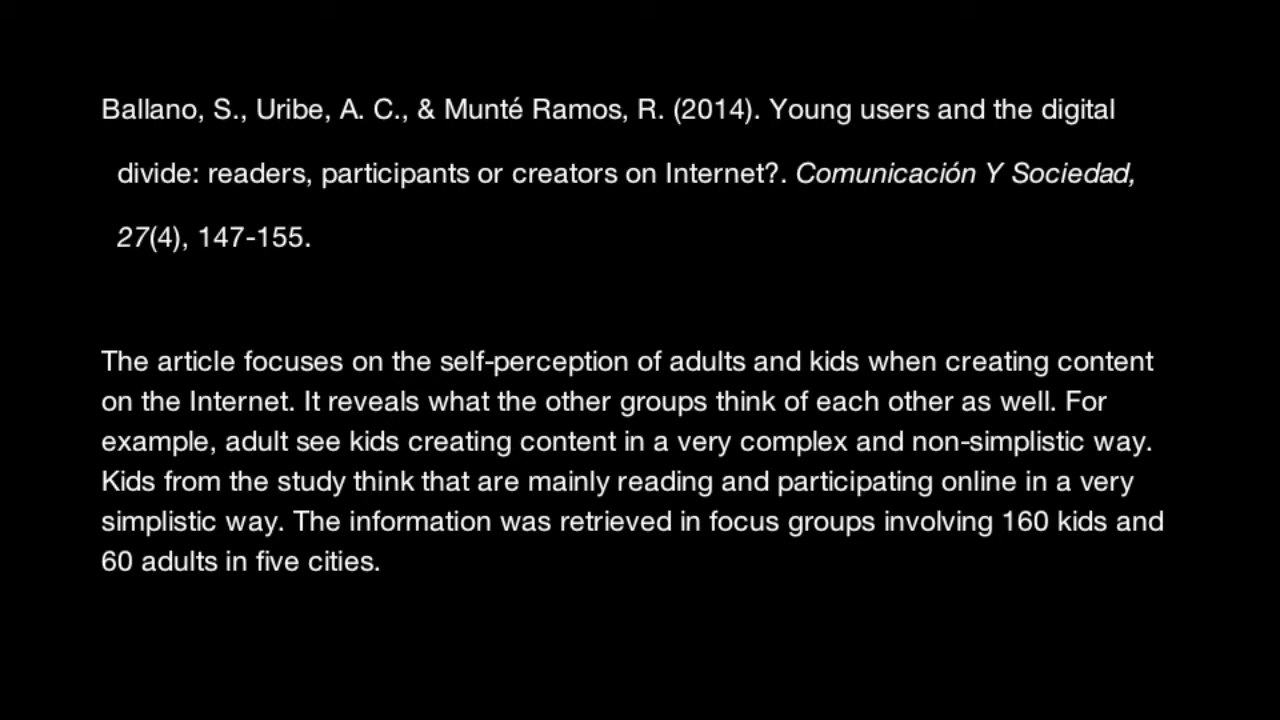 Ballano, S., Uribe, A. C., & Munté Ramos, R. (2014). Young users and the digital
divide: readers, participants or creators on Internet?. Comunicación Y Sociedad,
27(4), 147-155.
The article focuses on the self-perception of adults and kids when creating content
on the Internet. It reveals what the other groups think of each other as well. For
example, adult see kids creating content in a very complex and non-simplistic way.
Kids from the study think that are mainly reading and participating online in a very
simplistic way. The information was retrieved in focus groups involving 160 kids and
60 adults in five cities.